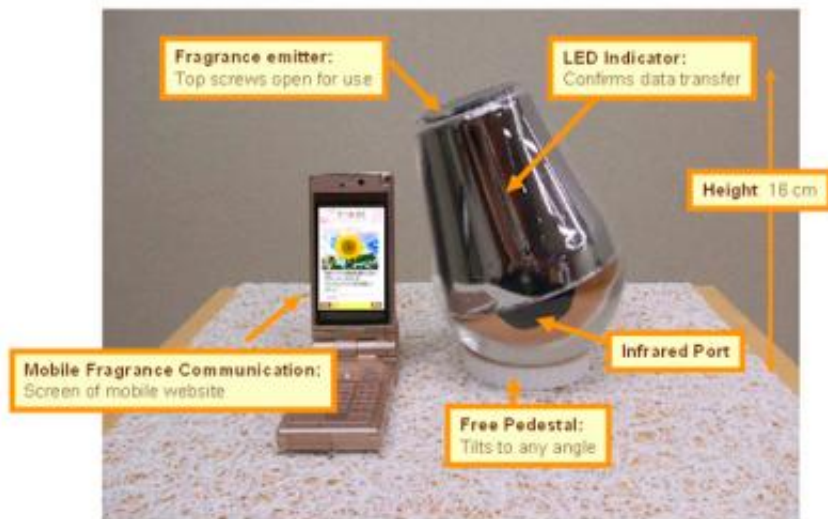 Fragrance emitter:
Top screws open for use
LED Indicator:
Confirms data transfer
Height 18 cm
Infrared Port
Mobile Fragrance Communication:
Screen of mobile website
Free Pedestal:
Tilts to any angle